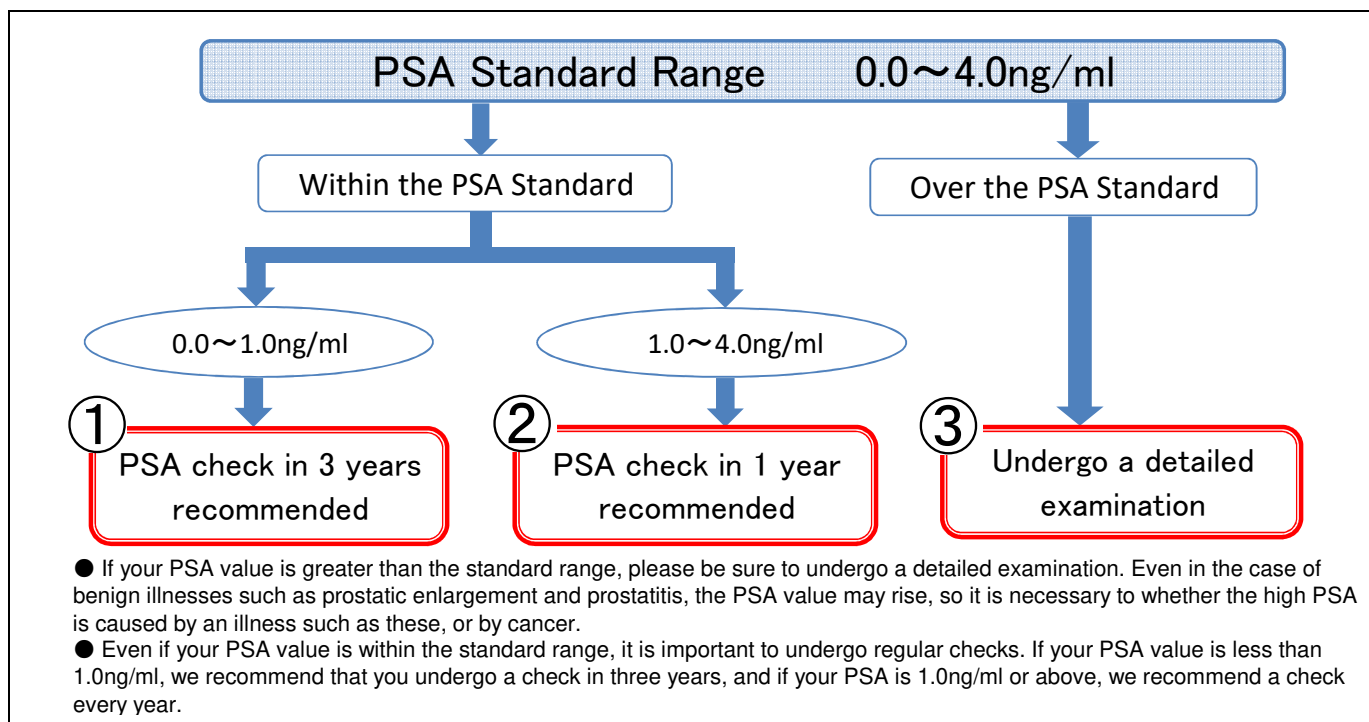 PSA Standard Range 0.0～4.0ng/ml
Within the PSA Standard
Over the PSA Standard
0.0～1.0ng/ml
1.0～4.0ng/ml
①
PSA check in 3 years
recommended
②
PSA check in 1 year
recommended
③
Undergo a detailed
examination
● If your PSA value is greater than the standard range, please be sure to undergo a detailed examination. Even in the case of
benign illnesses such as prostatic enlargement and prostatitis, the PSA value may rise, so it is necessary to whether the high PSA
is caused by an illness such as these, or by cancer.
● Even if your PSA value is within the standard range, it is important to undergo regular checks. If your PSA value is less than
1.0ng/ml, we recommend that you undergo a check in three years, and if your PSA is 1.0ng/ml or above, we recommend a check
every year.